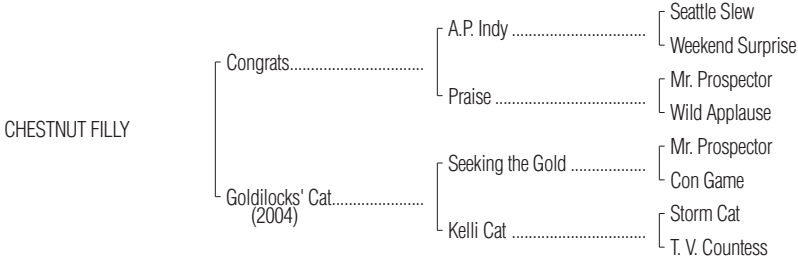 Seattle Slew
A.P. Indy ................................
Weekend Surprise
Congrats................................
Mr. Prospector
Praise ....................................
Wild Applause
CHESTNUT FILLY
Mr. Prospector
Seeking the Gold ..................
Con Game
Goldilocks' Cat......................
(2004)
Storm Cat
Kelli Cat ................................
T. V. Countess